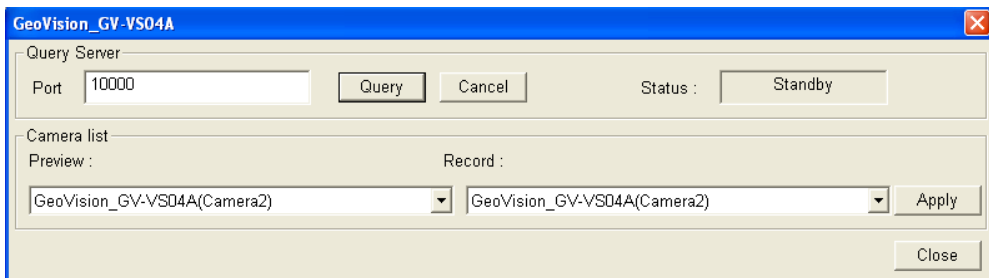 GeoVision_GV-VS04A
Query Server
Port 10000 Query Cancel Status : Standby
Camera list
Preview : Record :
GeoVision_GV-VS04A(Camera2) GeoVision_GV-VS04A(Camera2) Apply
Close